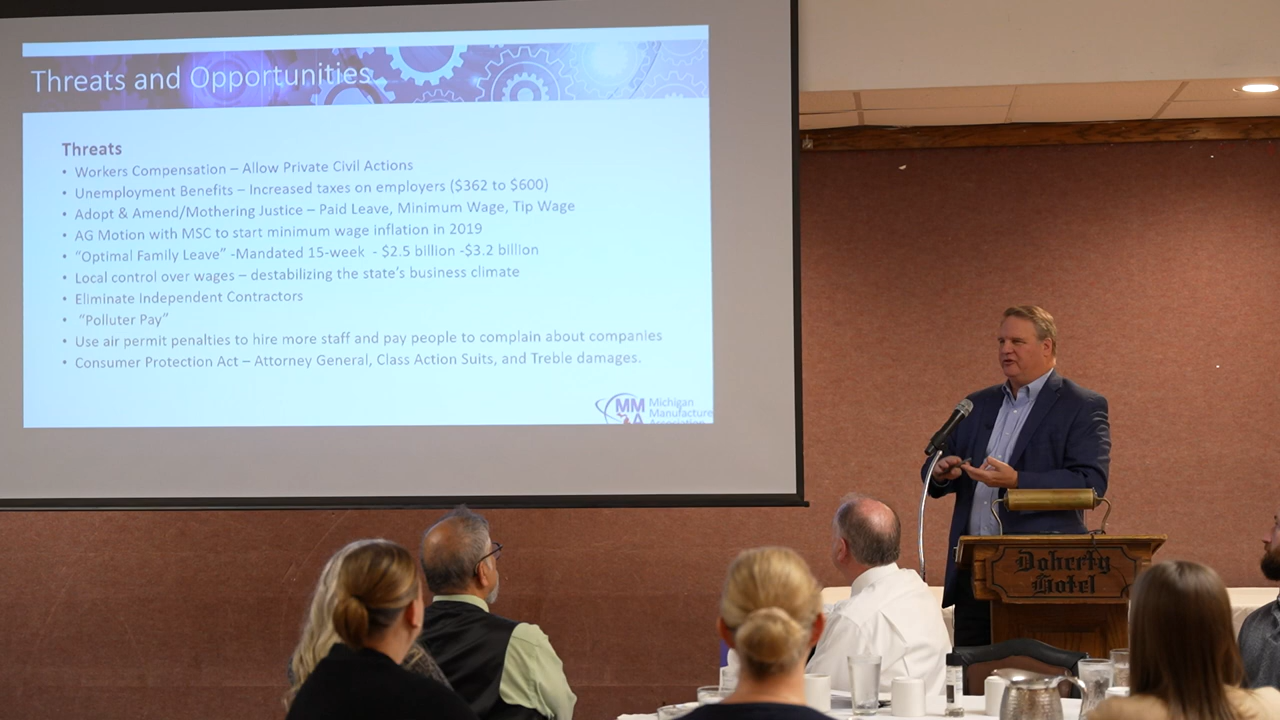 Threats and Opportunities
Threats
• Workers Compensation – Allow Private Civil Actions
• Unemployment Benefits – Increased taxes on employers ($362 to $600)
• Adopt & Amend/Mothering Justice – Paid Leave, Minimum Wage, Tip Wage
• AG Motion with MSC to start minimum wage inflation in 2019
• “Optimal Family Leave” -Mandated 15-week - $2.5 billion -$3.2 billion
• Local control over wages – destabilizing the state’s business climate
• Eliminate Independent Contractors
• “Polluter Pay”
• Use air permit penalties to hire more staff and pay people to complain about companies
• Consumer Protection Act – Attorney General, Class Action Suits, and Treble damages.
MM
A
Michigan
Manufacture
Association
Doherty
Hotel